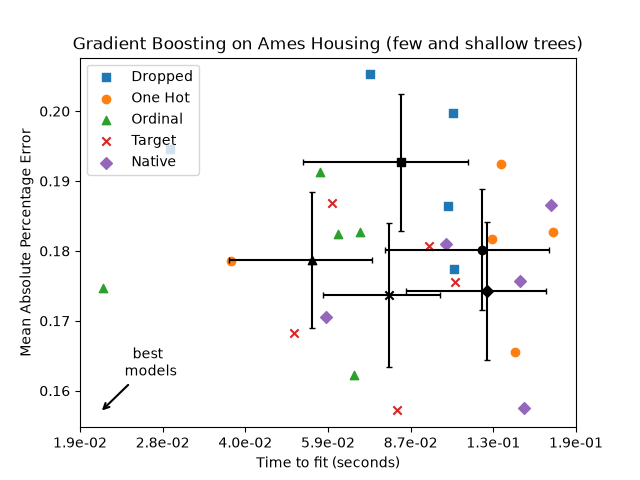 Gradient Boosting on Ames Housing (few and shallow trees)
Dropped
One Hot
Ordinal
Target
Native
0.20
0.19
0.18
0.17
0.16
Mean Absolute Percentage Error
best
models
1.9e-02 2.8e-02 4.0e-02 5.9e-02 8.7e-02 1.3e-01 1.9e-01
Time to fit (seconds)